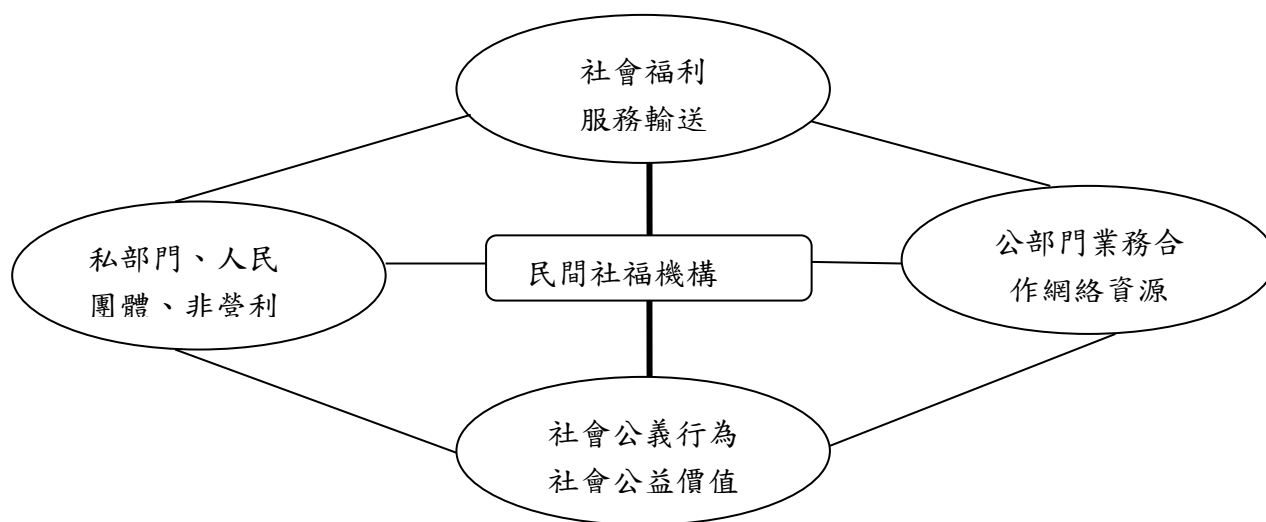 社會福利
服務輸送
私部門、人民
團體、非營利
民間社福機構
公部門業務合
作網絡資源
社會公義行為
社會公益價值